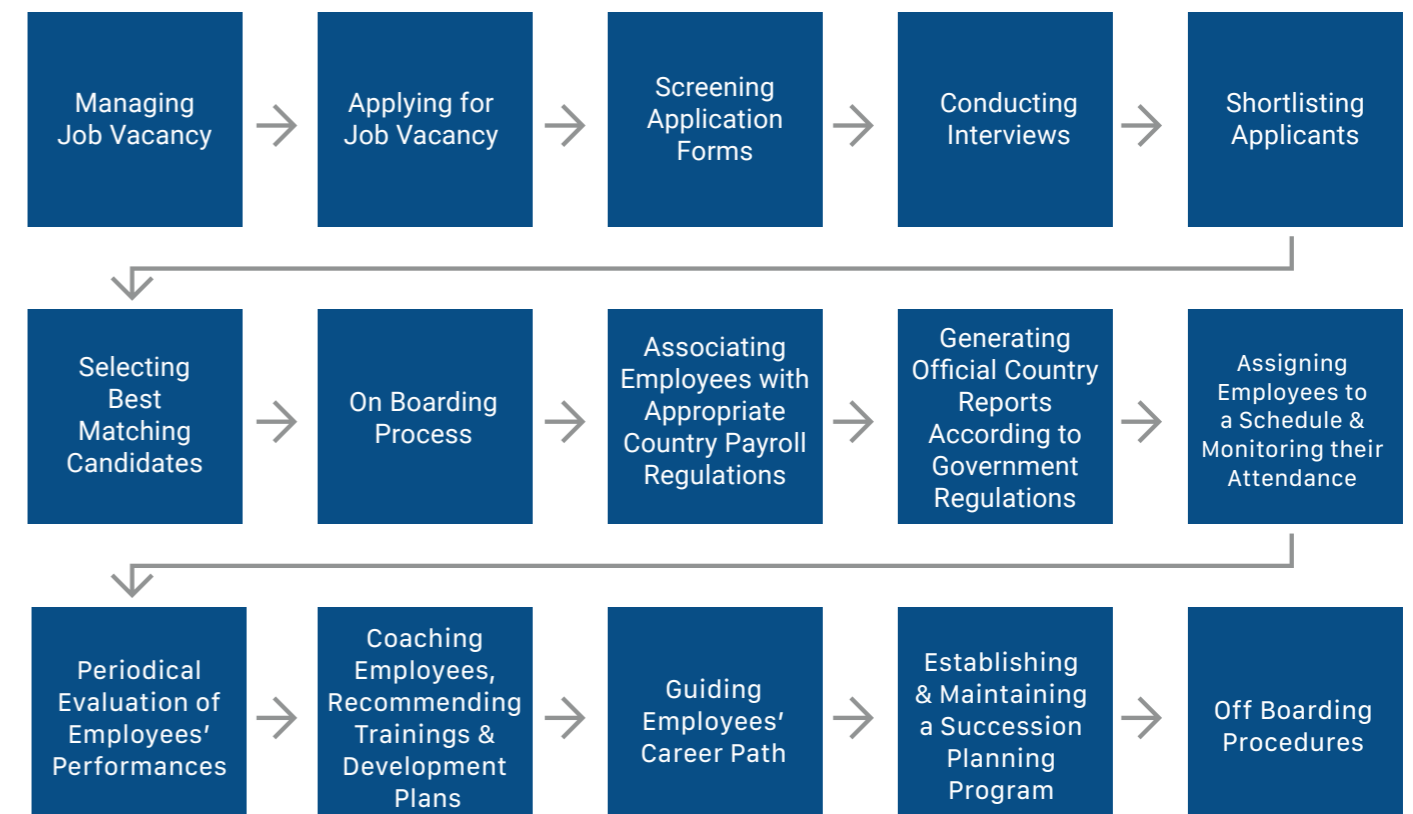 Managing
Job Vacancy
Applying for
Job Vacancy
Screening
Application
Forms
Conducting
Interviews
Shortlisting
Applicants
Selecting
Best
Matching
Candidates
On Boarding
Process
Associating
Employees with
Appropriate
Country Payroll
Regulations
Generating
Official Country
Reports
According to
Government
Regulations
Assigning
Employees to
a Schedule &
Monitoring their
Attendance
Periodical
Evaluation of
Employees’
Performances
Coaching
Employees,
Recommending
Trainings &
Development
Plans
Guiding
Employees’
Career Path
Establishing
& Maintaining
a Succession
Planning
Program
Off Boarding
Procedures